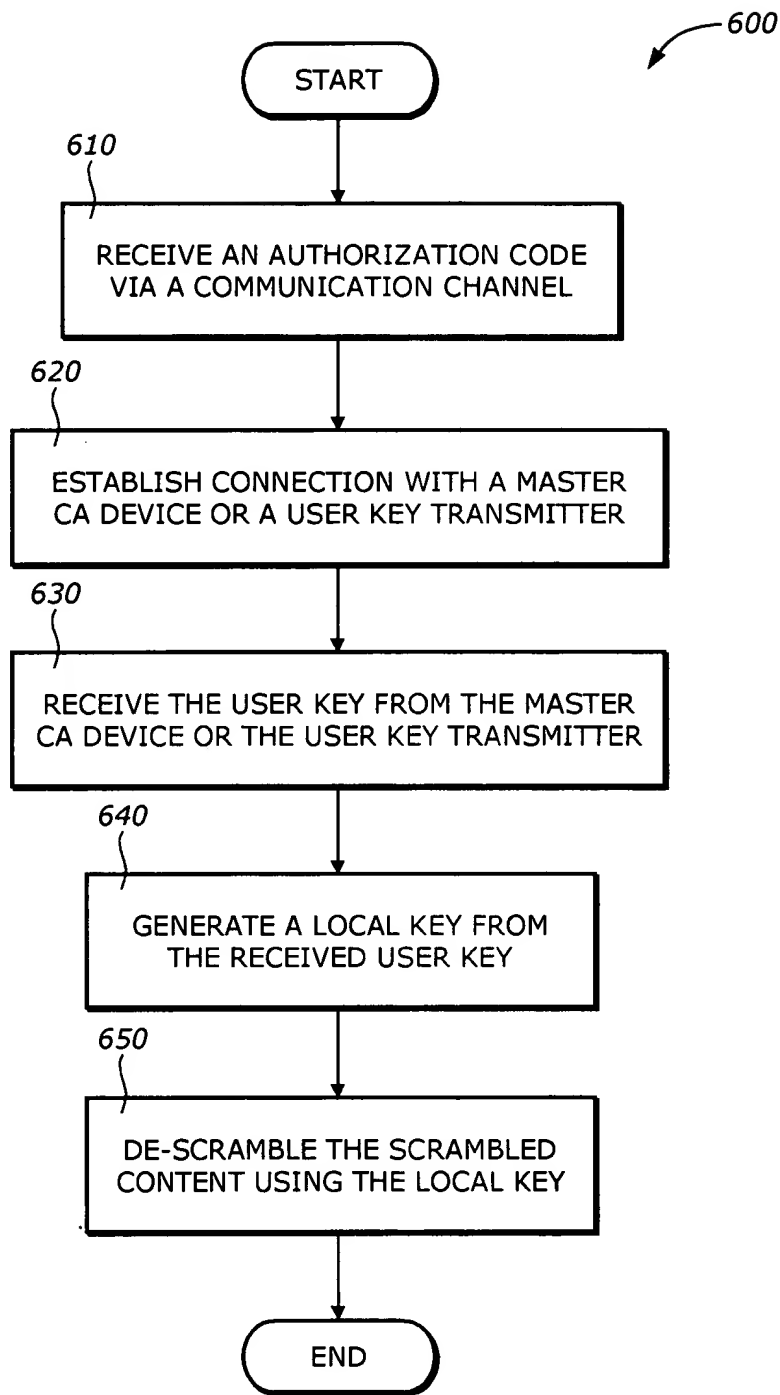 600
START
610
RECEIVE AN AUTHORIZATION CODE
VIA A COMMUNICATION CHANNEL
620
ESTABLISH CONNECTION WITH A MASTER
CA DEVICE OR A USER KEY TRANSMITTER
630
RECEIVE THE USER KEY FROM THE MASTER
CA DEVICE OR THE USER KEY TRANSMITTER
640
GENERATE A LOCAL KEY FROM
THE RECEIVED USER KEY
650
DE-SCRAMBLE THE SCRAMBLED
CONTENT USING THE LOCAL KEY
END